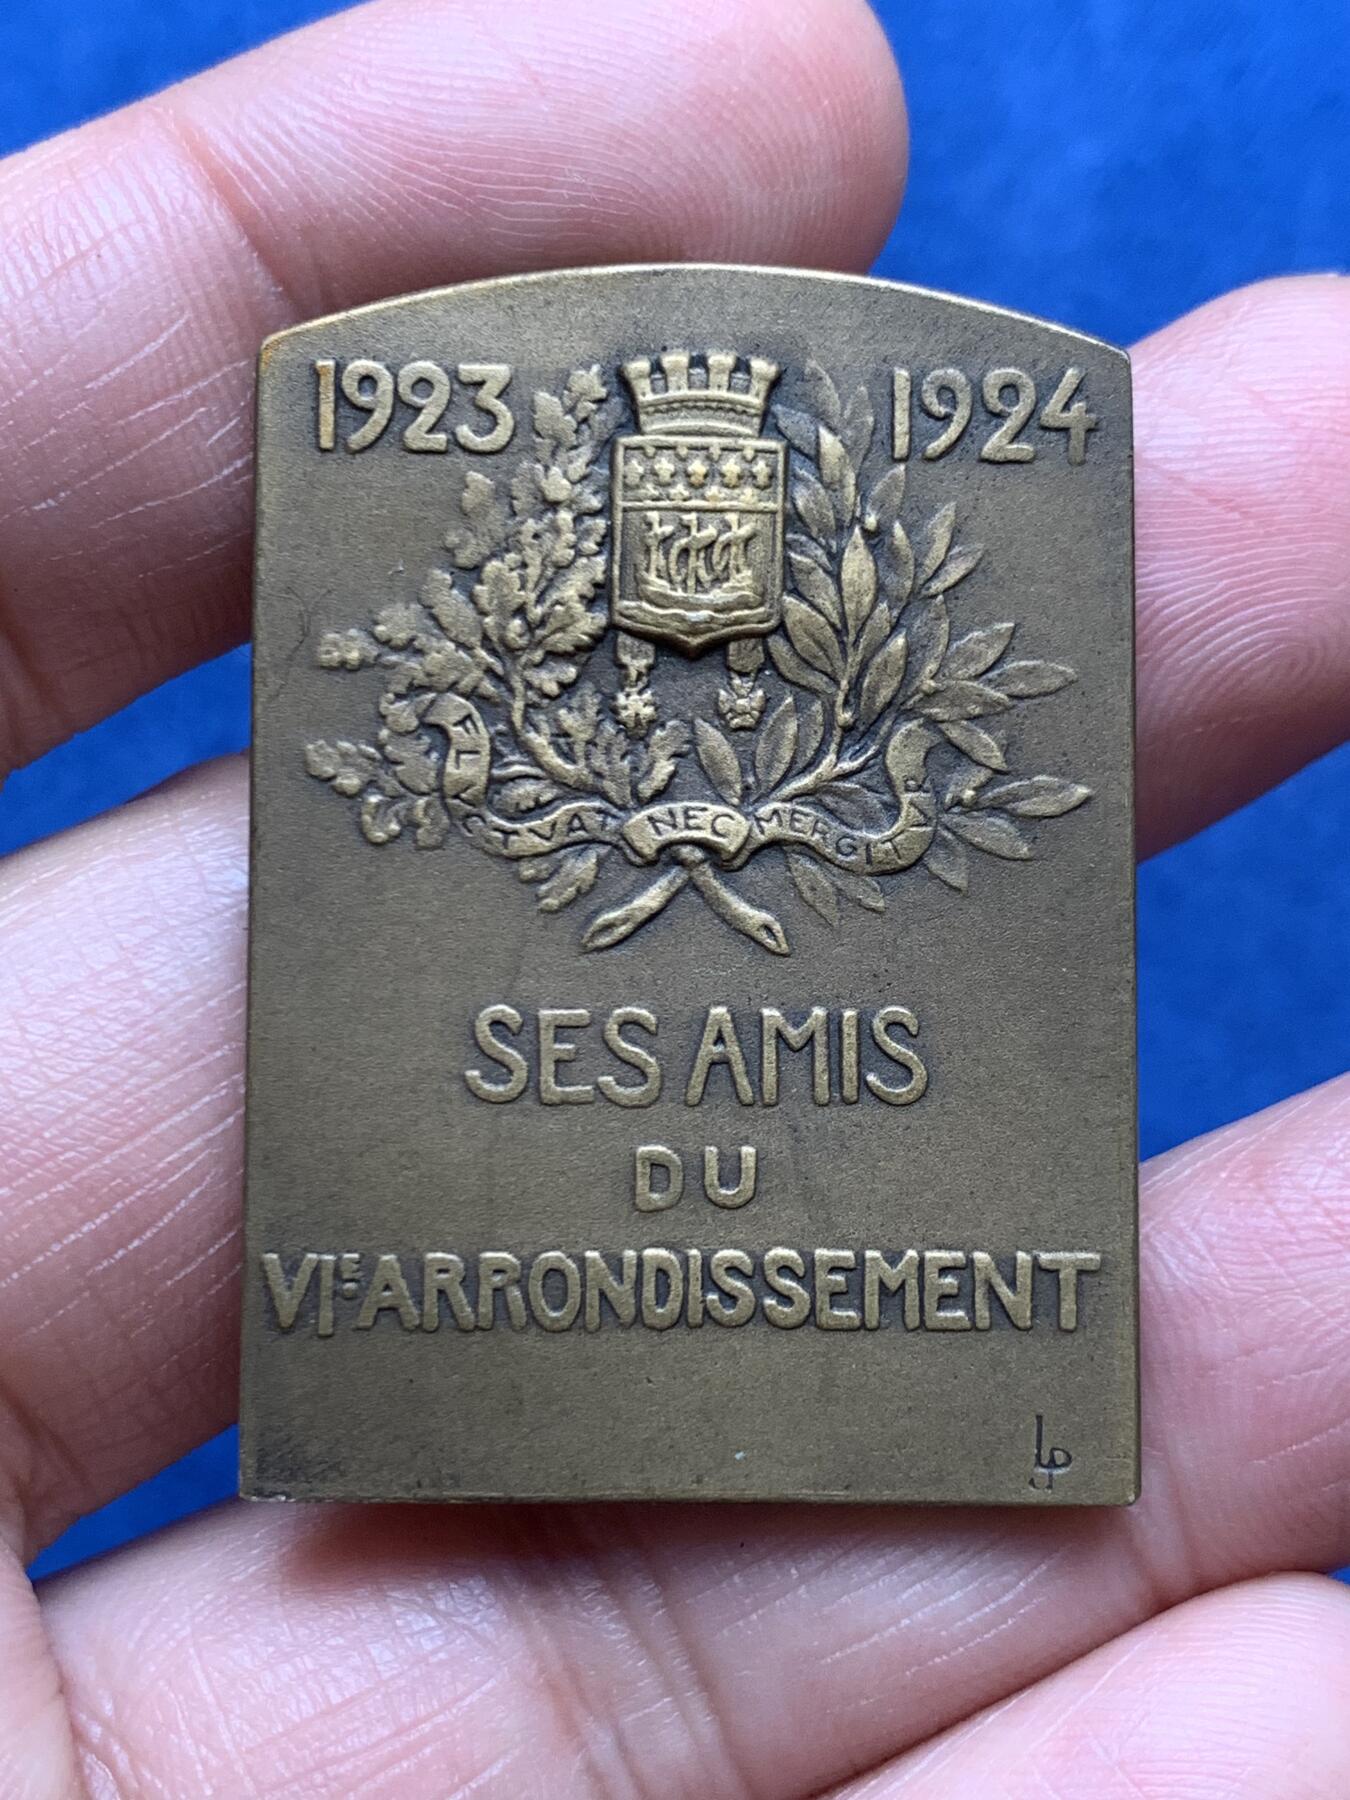 1923 1924
FLVCTVAT NEC MERGITVR
SES AMIS
DU
VIE ARRONDISSEMENT